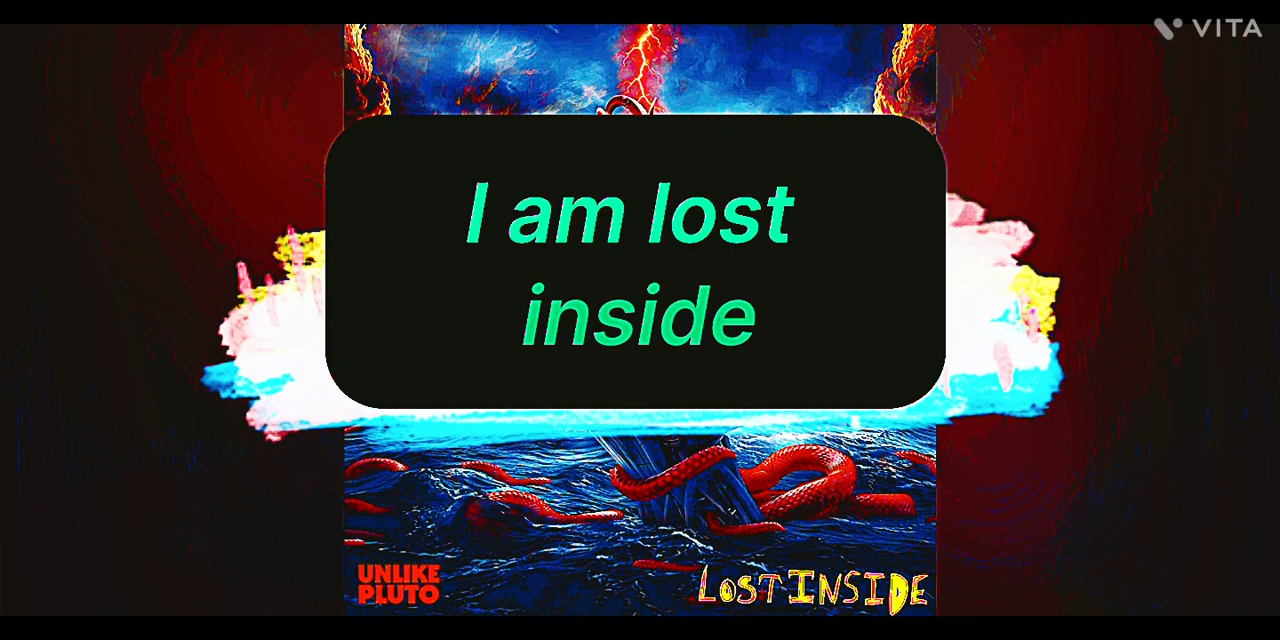 VITA
I am lost
inside
UNLIKE
PLUTO
LOST INSIDE